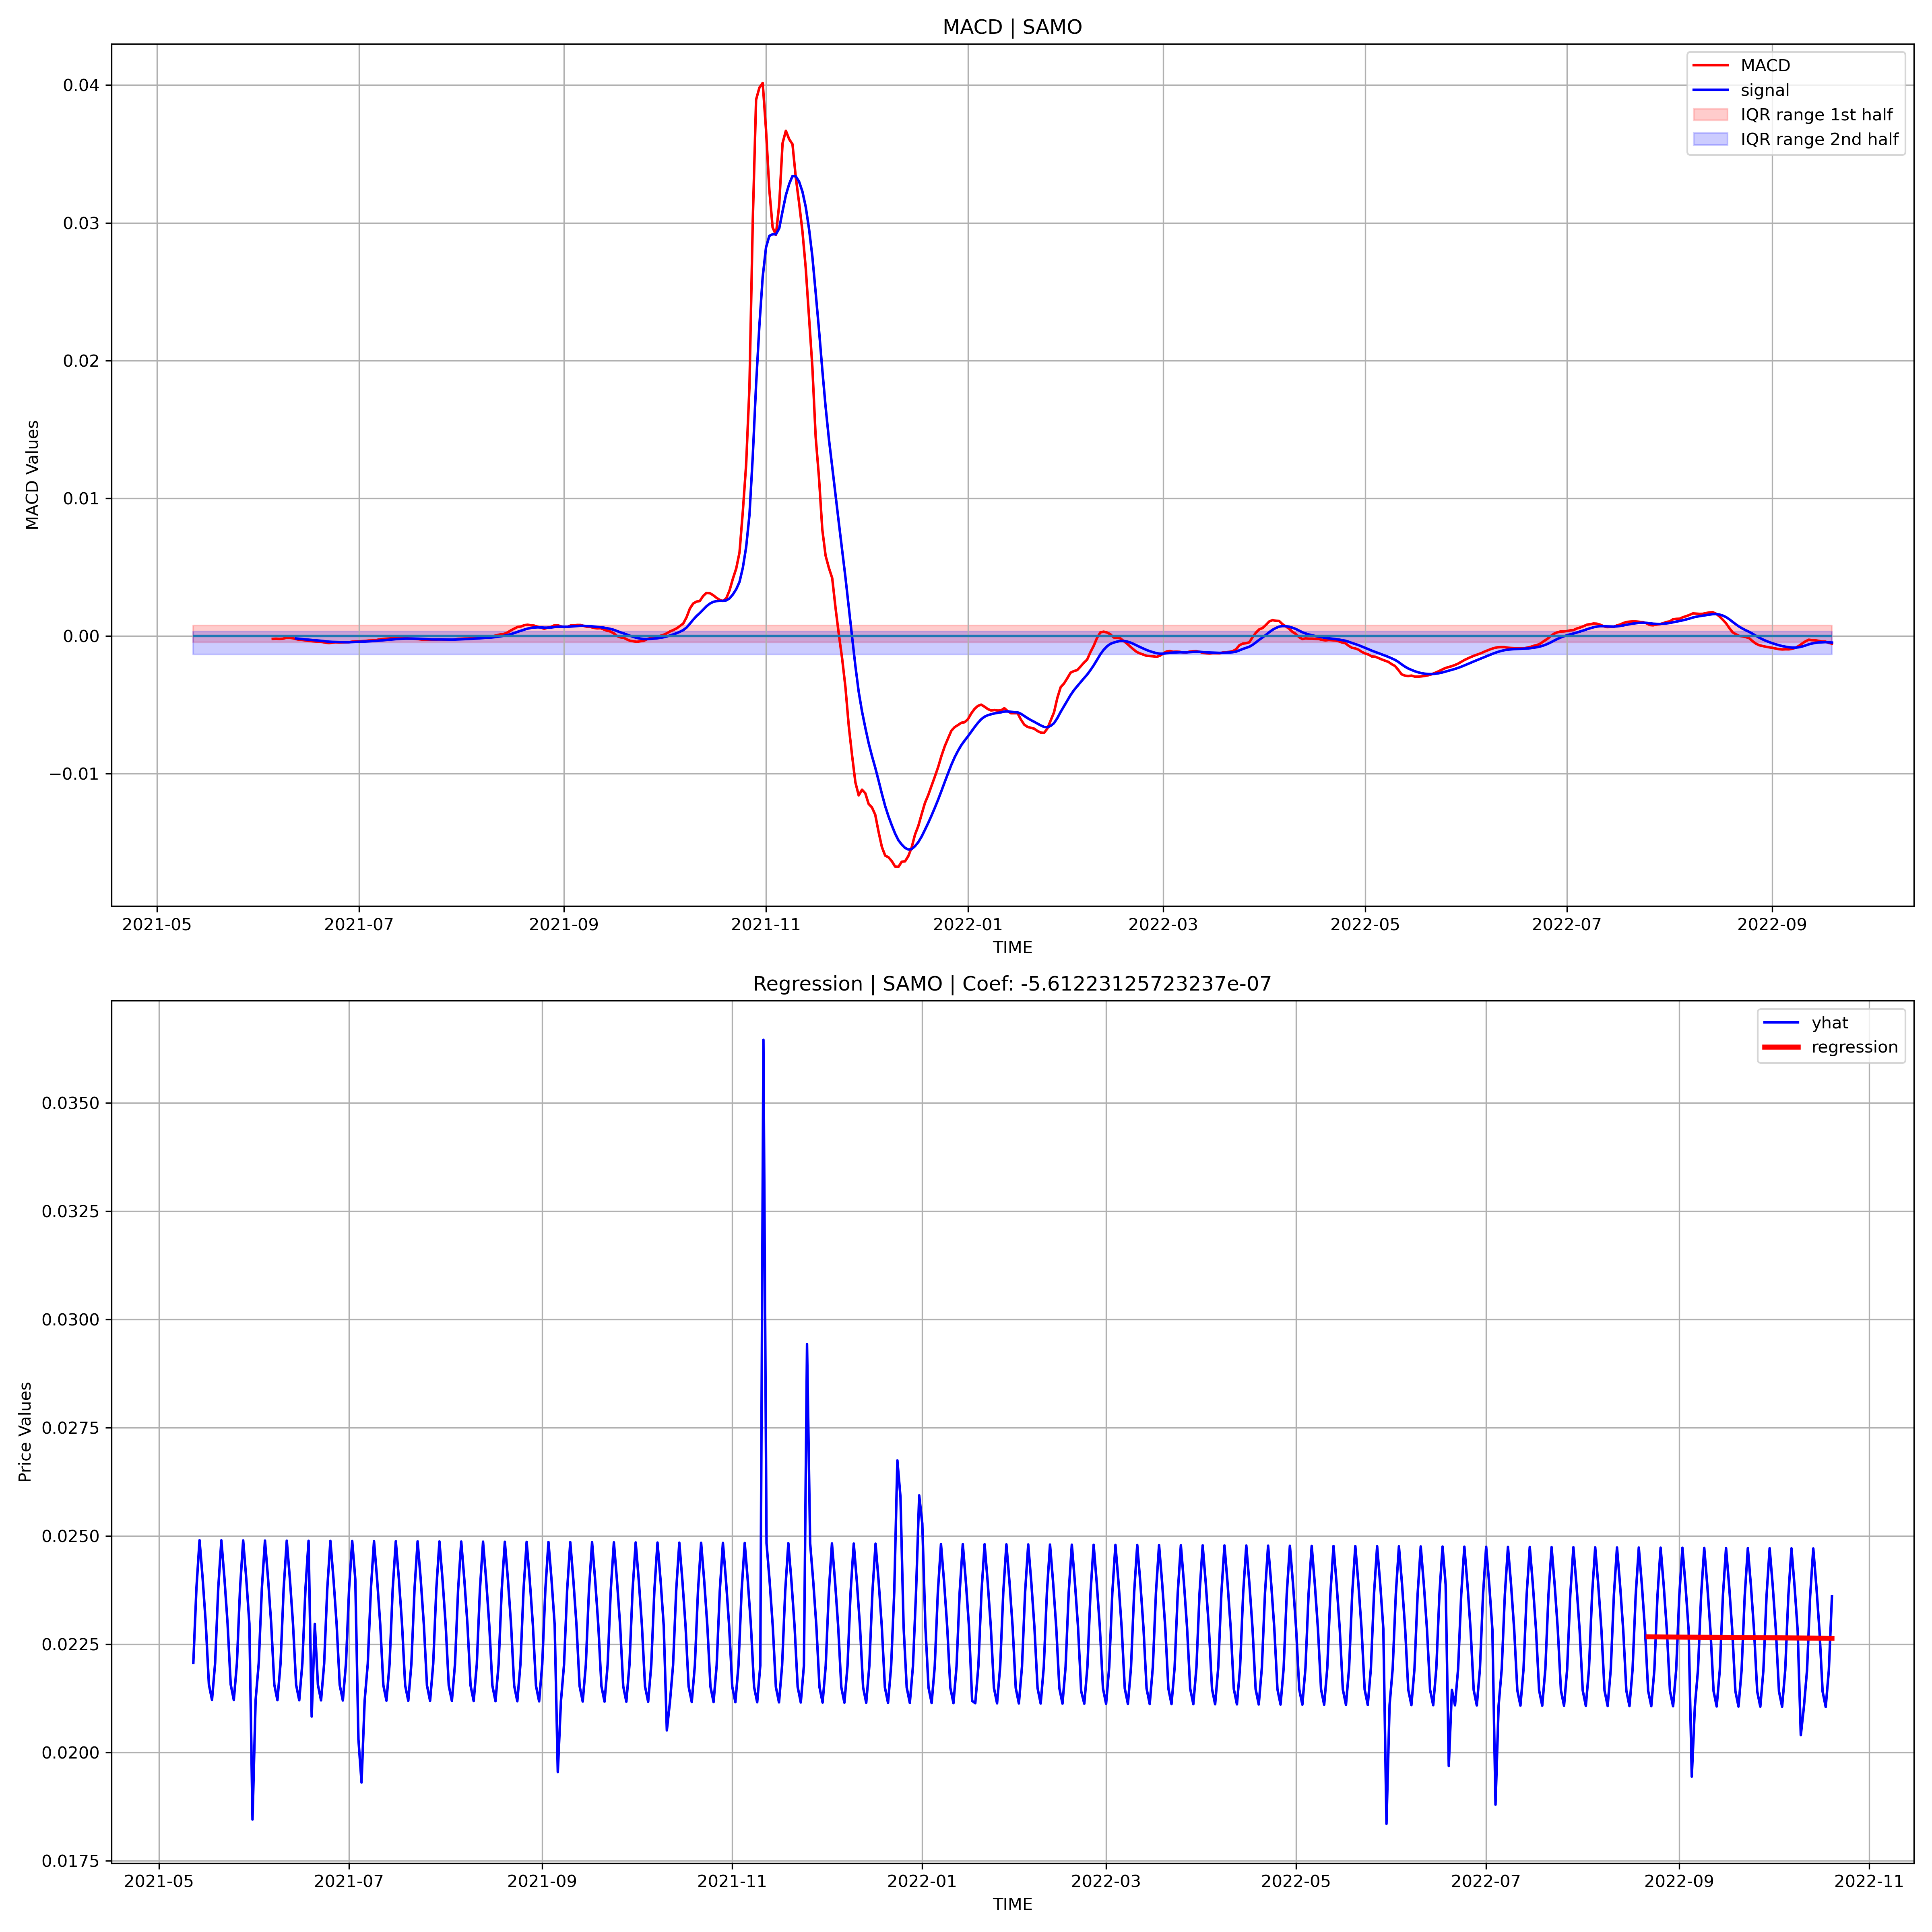 MACD | SAMO
MACD
signal
IQR range 1st half
IQR range 2nd half
MACD Values
0.04
0.03
0.02
0.01
0.00
−0.01
2021-05 2021-07 2021-09 2021-11 2022-01 2022-03 2022-05 2022-07 2022-09
TIME
Regression | SAMO | Coef: -5.61223125723237e-07
yhat
regression
Price Values
0.0350
0.0325
0.0300
0.0275
0.0250
0.0225
0.0200
0.0175
2021-05 2021-07 2021-09 2021-11 2022-01 2022-03 2022-05 2022-07 2022-09 2022-11
TIME